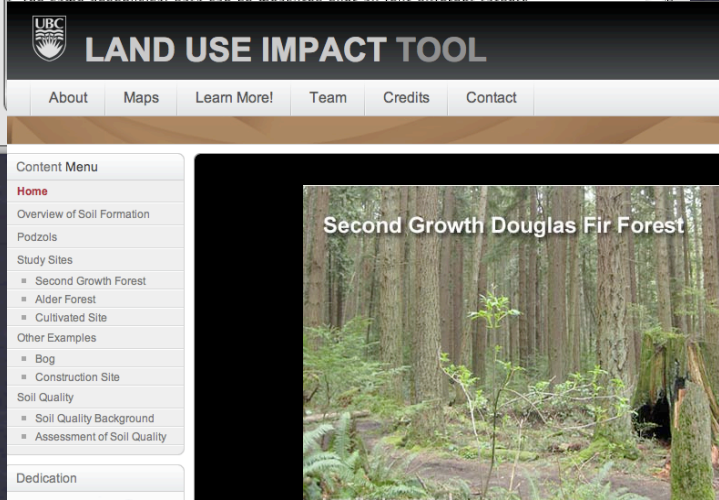 UBC
LAND USE IMPACT TOOL
About Maps Learn More! Team Credits Contact
Content Menu
Home
Overview of Soil Formation
Podzols
Study Sites
Second Growth Forest
Alder Forest
Cultivated Site
Other Examples
Bog
Construction Site
Soil Quality
Soil Quality Background
Assessment of Soil Quality
Dedication
Second Growth Douglas Fir Forest